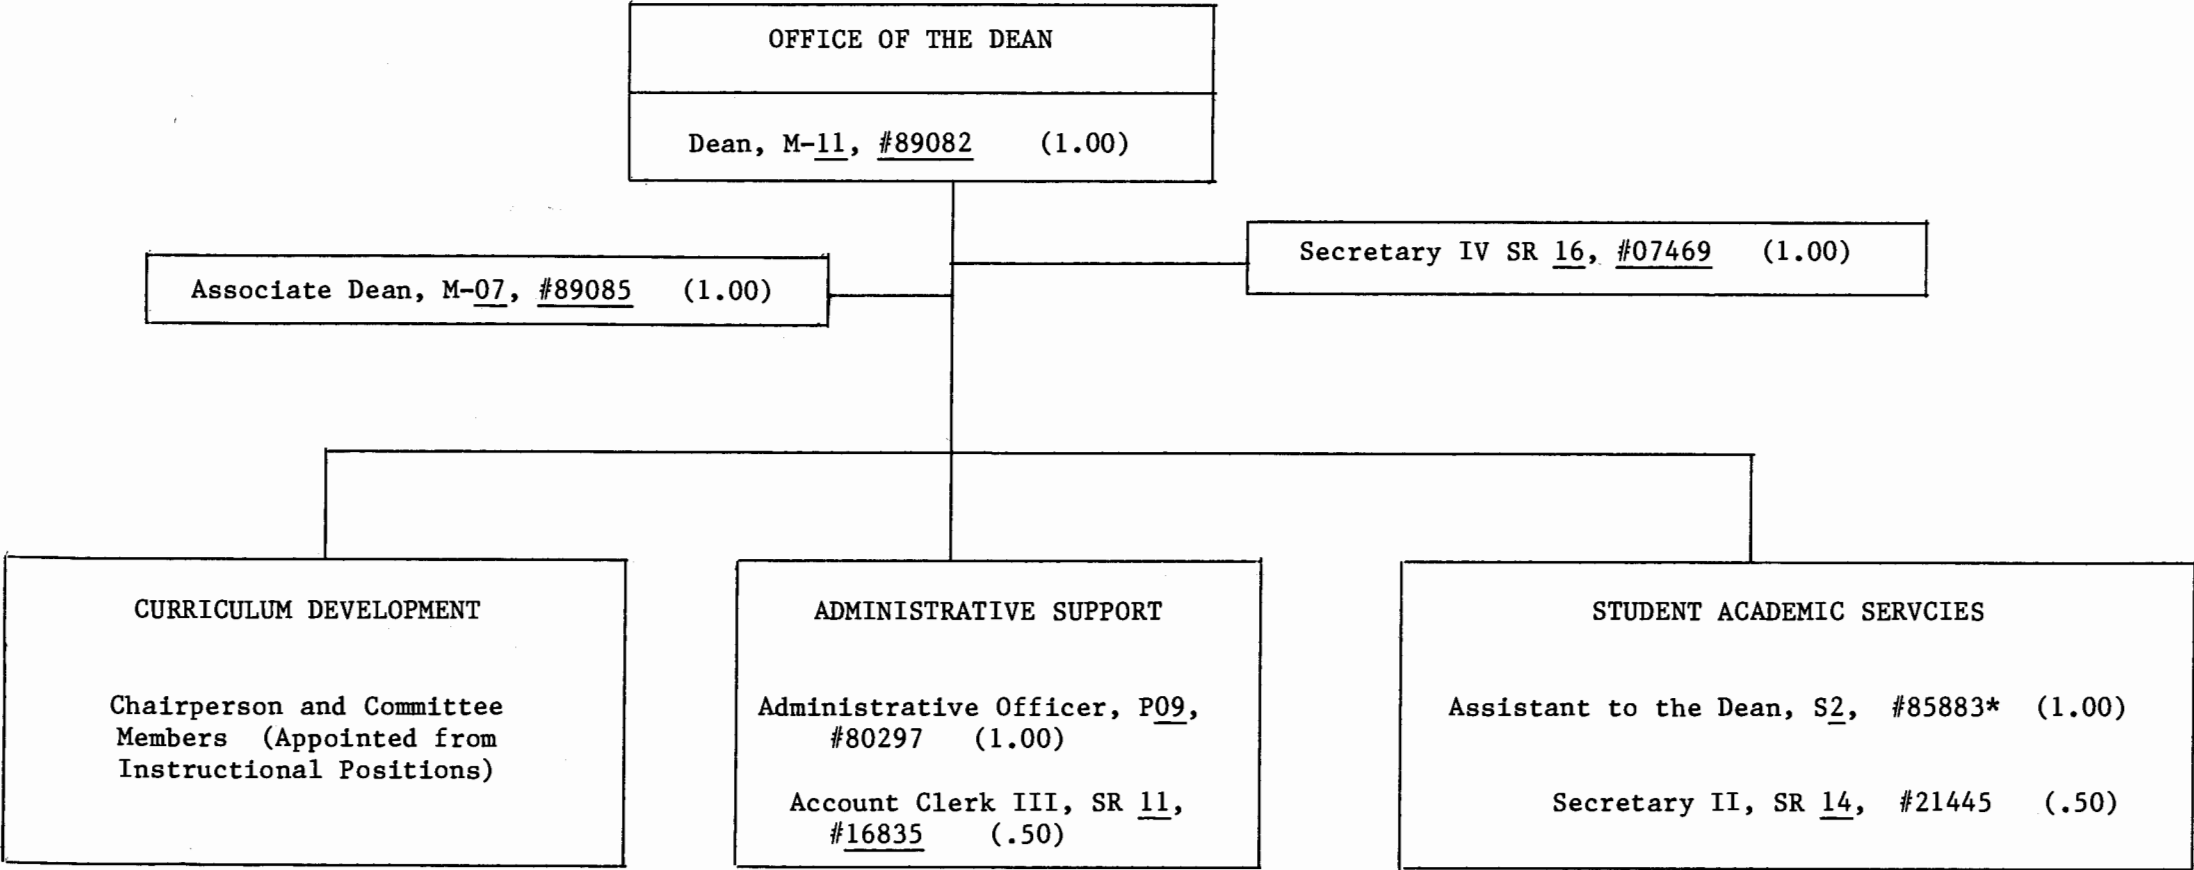 OFFICE OF THE DEAN
Dean, M-11, #89082 (1.00)
Secretary IV SR 16, #07469 (1.00)
Associate Dean, M-07, #89085 (1.00)
CURRICULUM DEVELOPMENT
Chairperson and Committee
Members (Appointed from
Instructional Positions)
ADMINISTRATIVE SUPPORT
Administrative Officer, P09,
#80297 (1.00)
Account Clerk III, SR 11,
#16835 (.50)
STUDENT ACADEMIC SERVCIES
Assistant to the Dean, S2, #85883* (1.00)
Secretary II, SR 14, #21445 (.50)